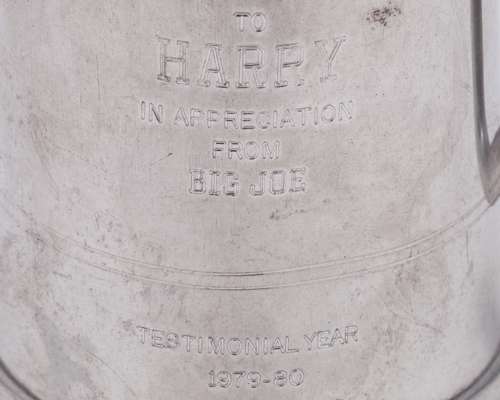 TO
HARRY
IN APPRECIATION
FROM
BIG JOE
TESTIMONIAL YEAR
1979-80